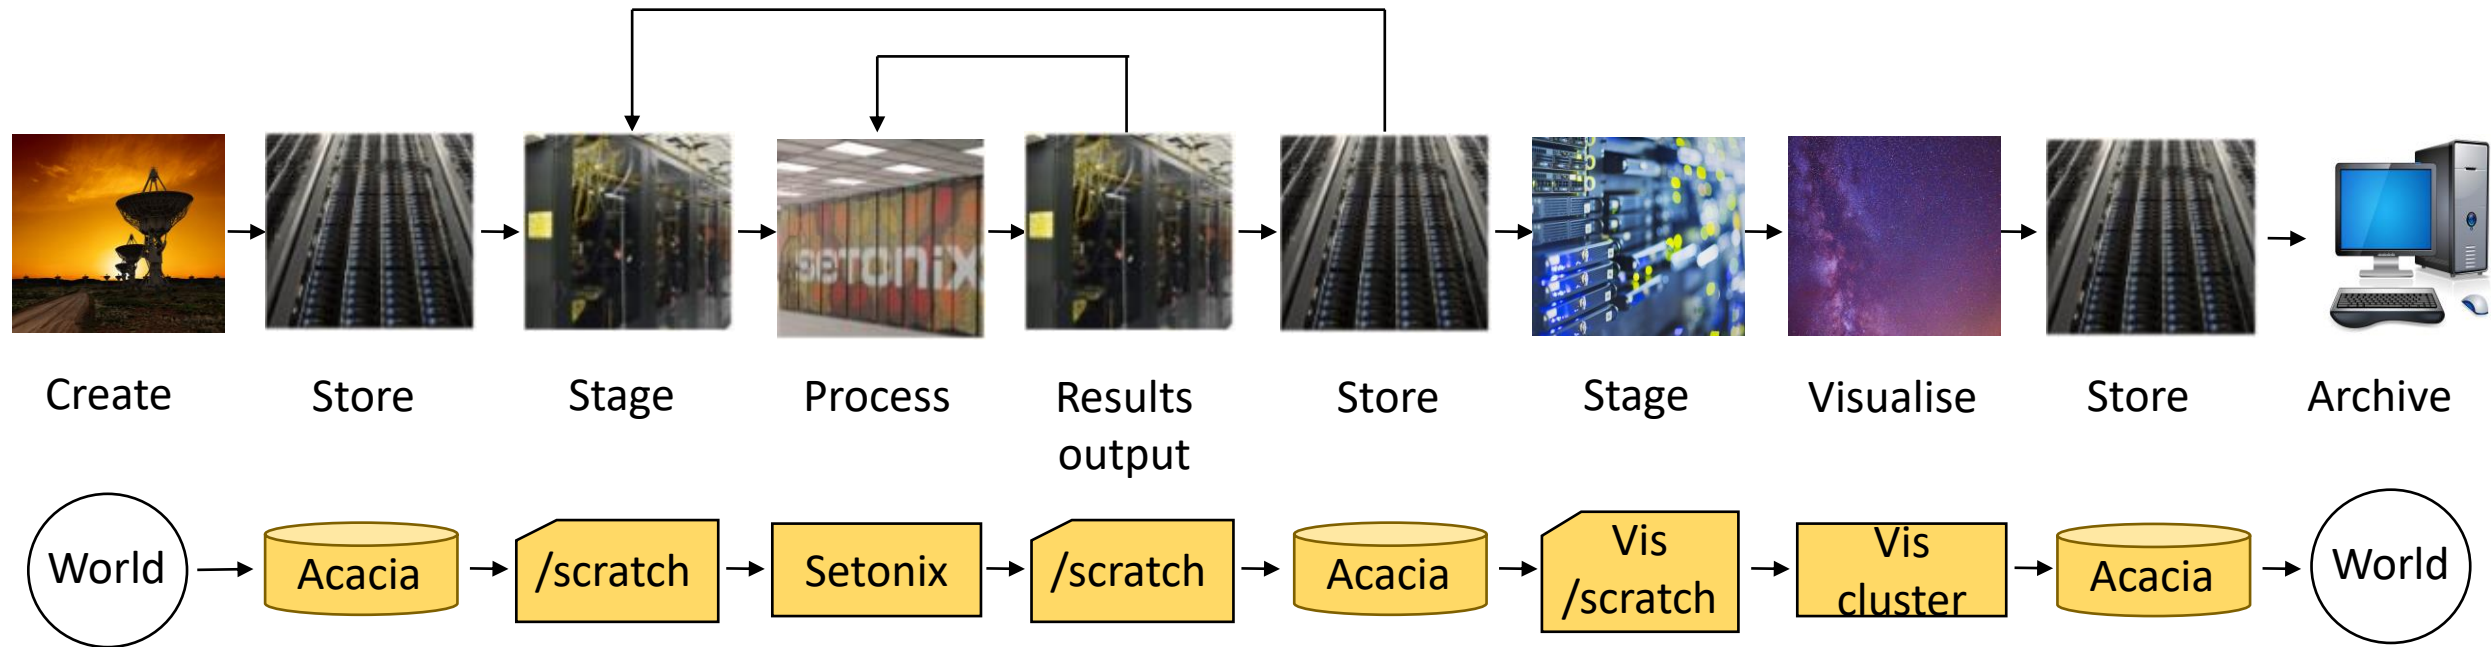 setonix
Create
Store
Stage
Process
Results
output
Store
Stage
Visualise
Store
Archive
World
Acacia
/scratch
Setonix
/scratch
Acacia
Vis
/scratch
Vis
cluster
Acacia
World